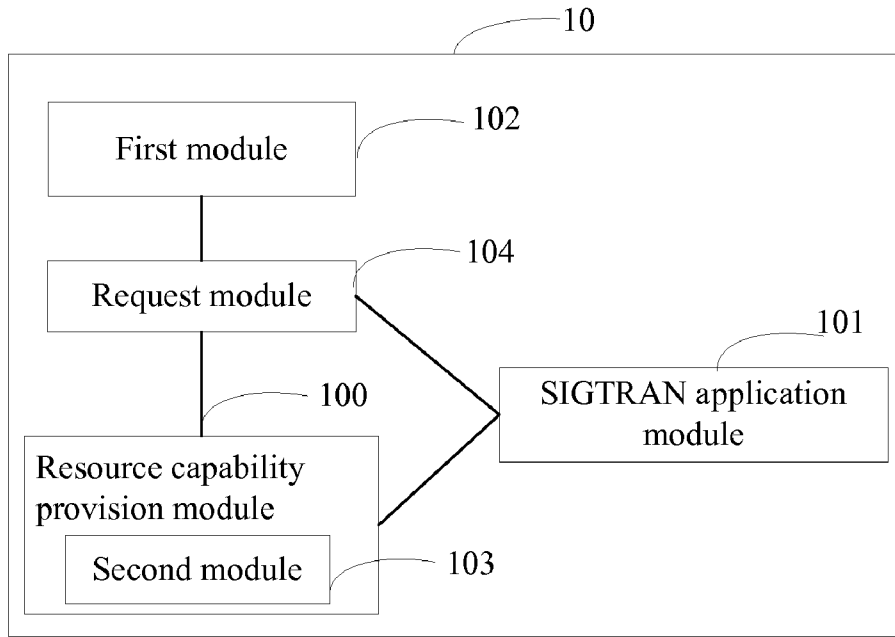 10
First module
102
Request module
104
101
SIGTRAN application
module
100
Resource capability
provision module
Second module
103